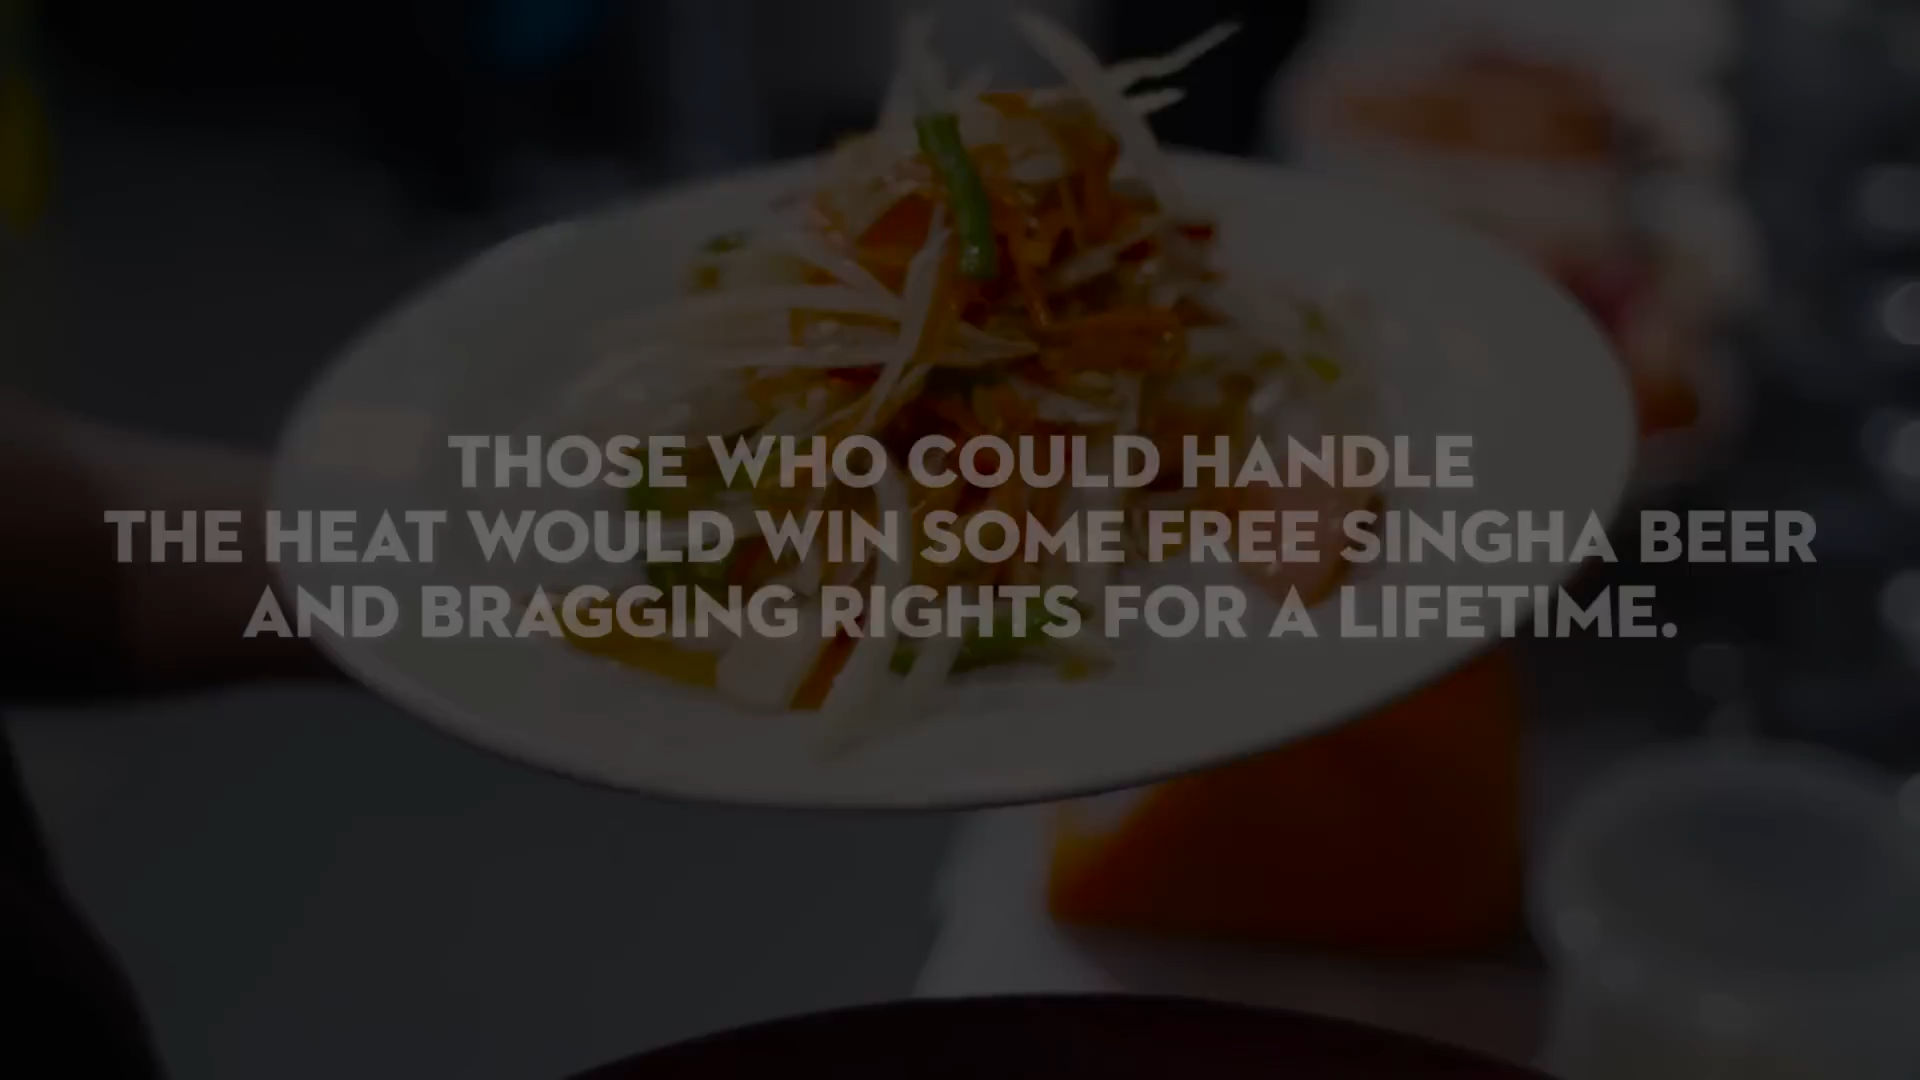 THOSE WHO COULD HANDLE
THE HEAT WOULD WIN SOME FREE SINGHA BEER
AND BRAGGING RIGHTS FOR A LIFETIME.